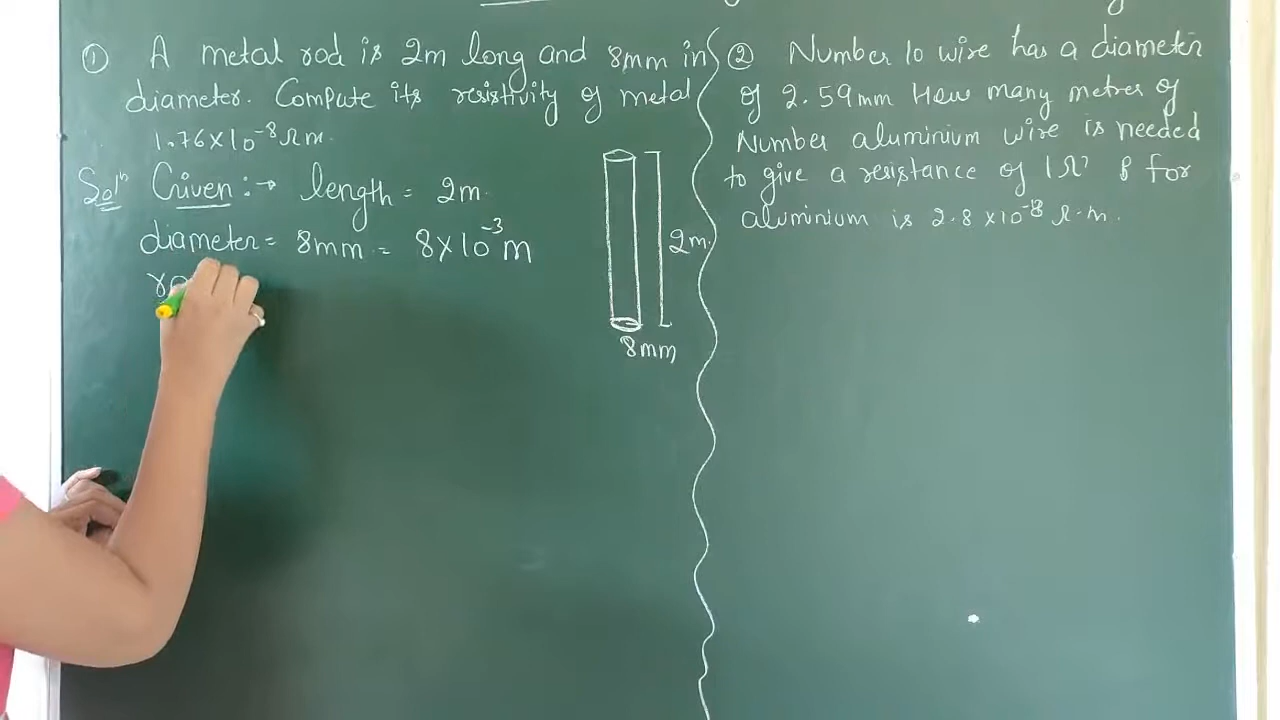 ① A metal rod is 2m long and 8mm in
diameter. Compute its resistivity of metal
1.76×10⁻⁸ Ωm.
Solⁿ Given :→ length = 2m.
diameter = 8mm = 8×10⁻³ m
2m.
8mm
② Number 10 wire has a diameter
of 2.59mm How many metres of
Number aluminium wire is needed
to give a resistance of 1Ω? ρ for
aluminium is 2.8×10⁻⁸ Ω·m.